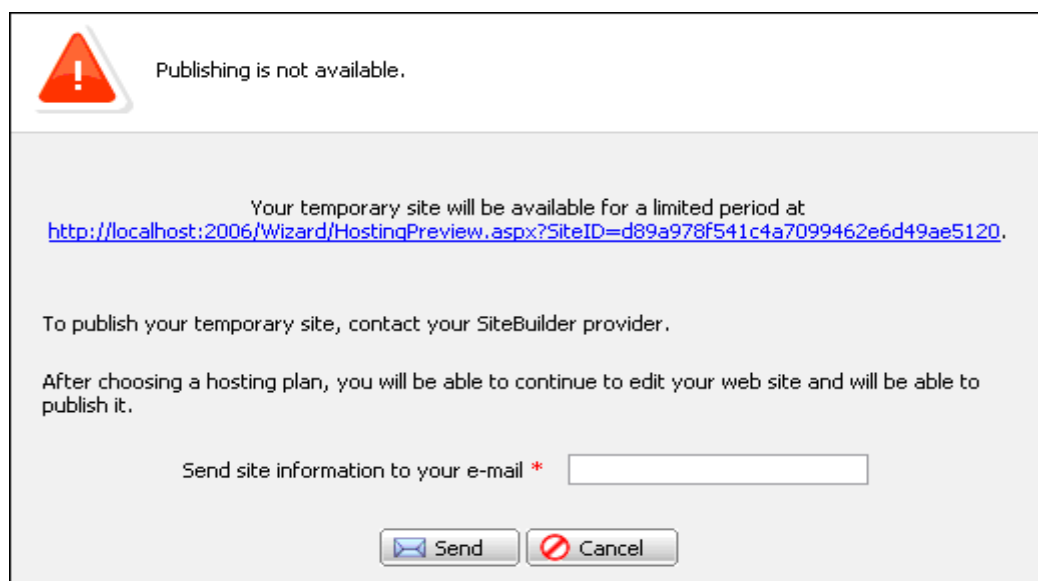 Publishing is not available.
Your temporary site will be available for a limited period at
http://localhost:2006/Wizard/HostingPreview.aspx?SiteID=d89a978f541c4a7099462e6d49ae5120.
To publish your temporary site, contact your SiteBuilder provider.
After choosing a hosting plan, you will be able to continue to edit your web site and will be able to
publish it.
Send site information to your e-mail *
Send Cancel